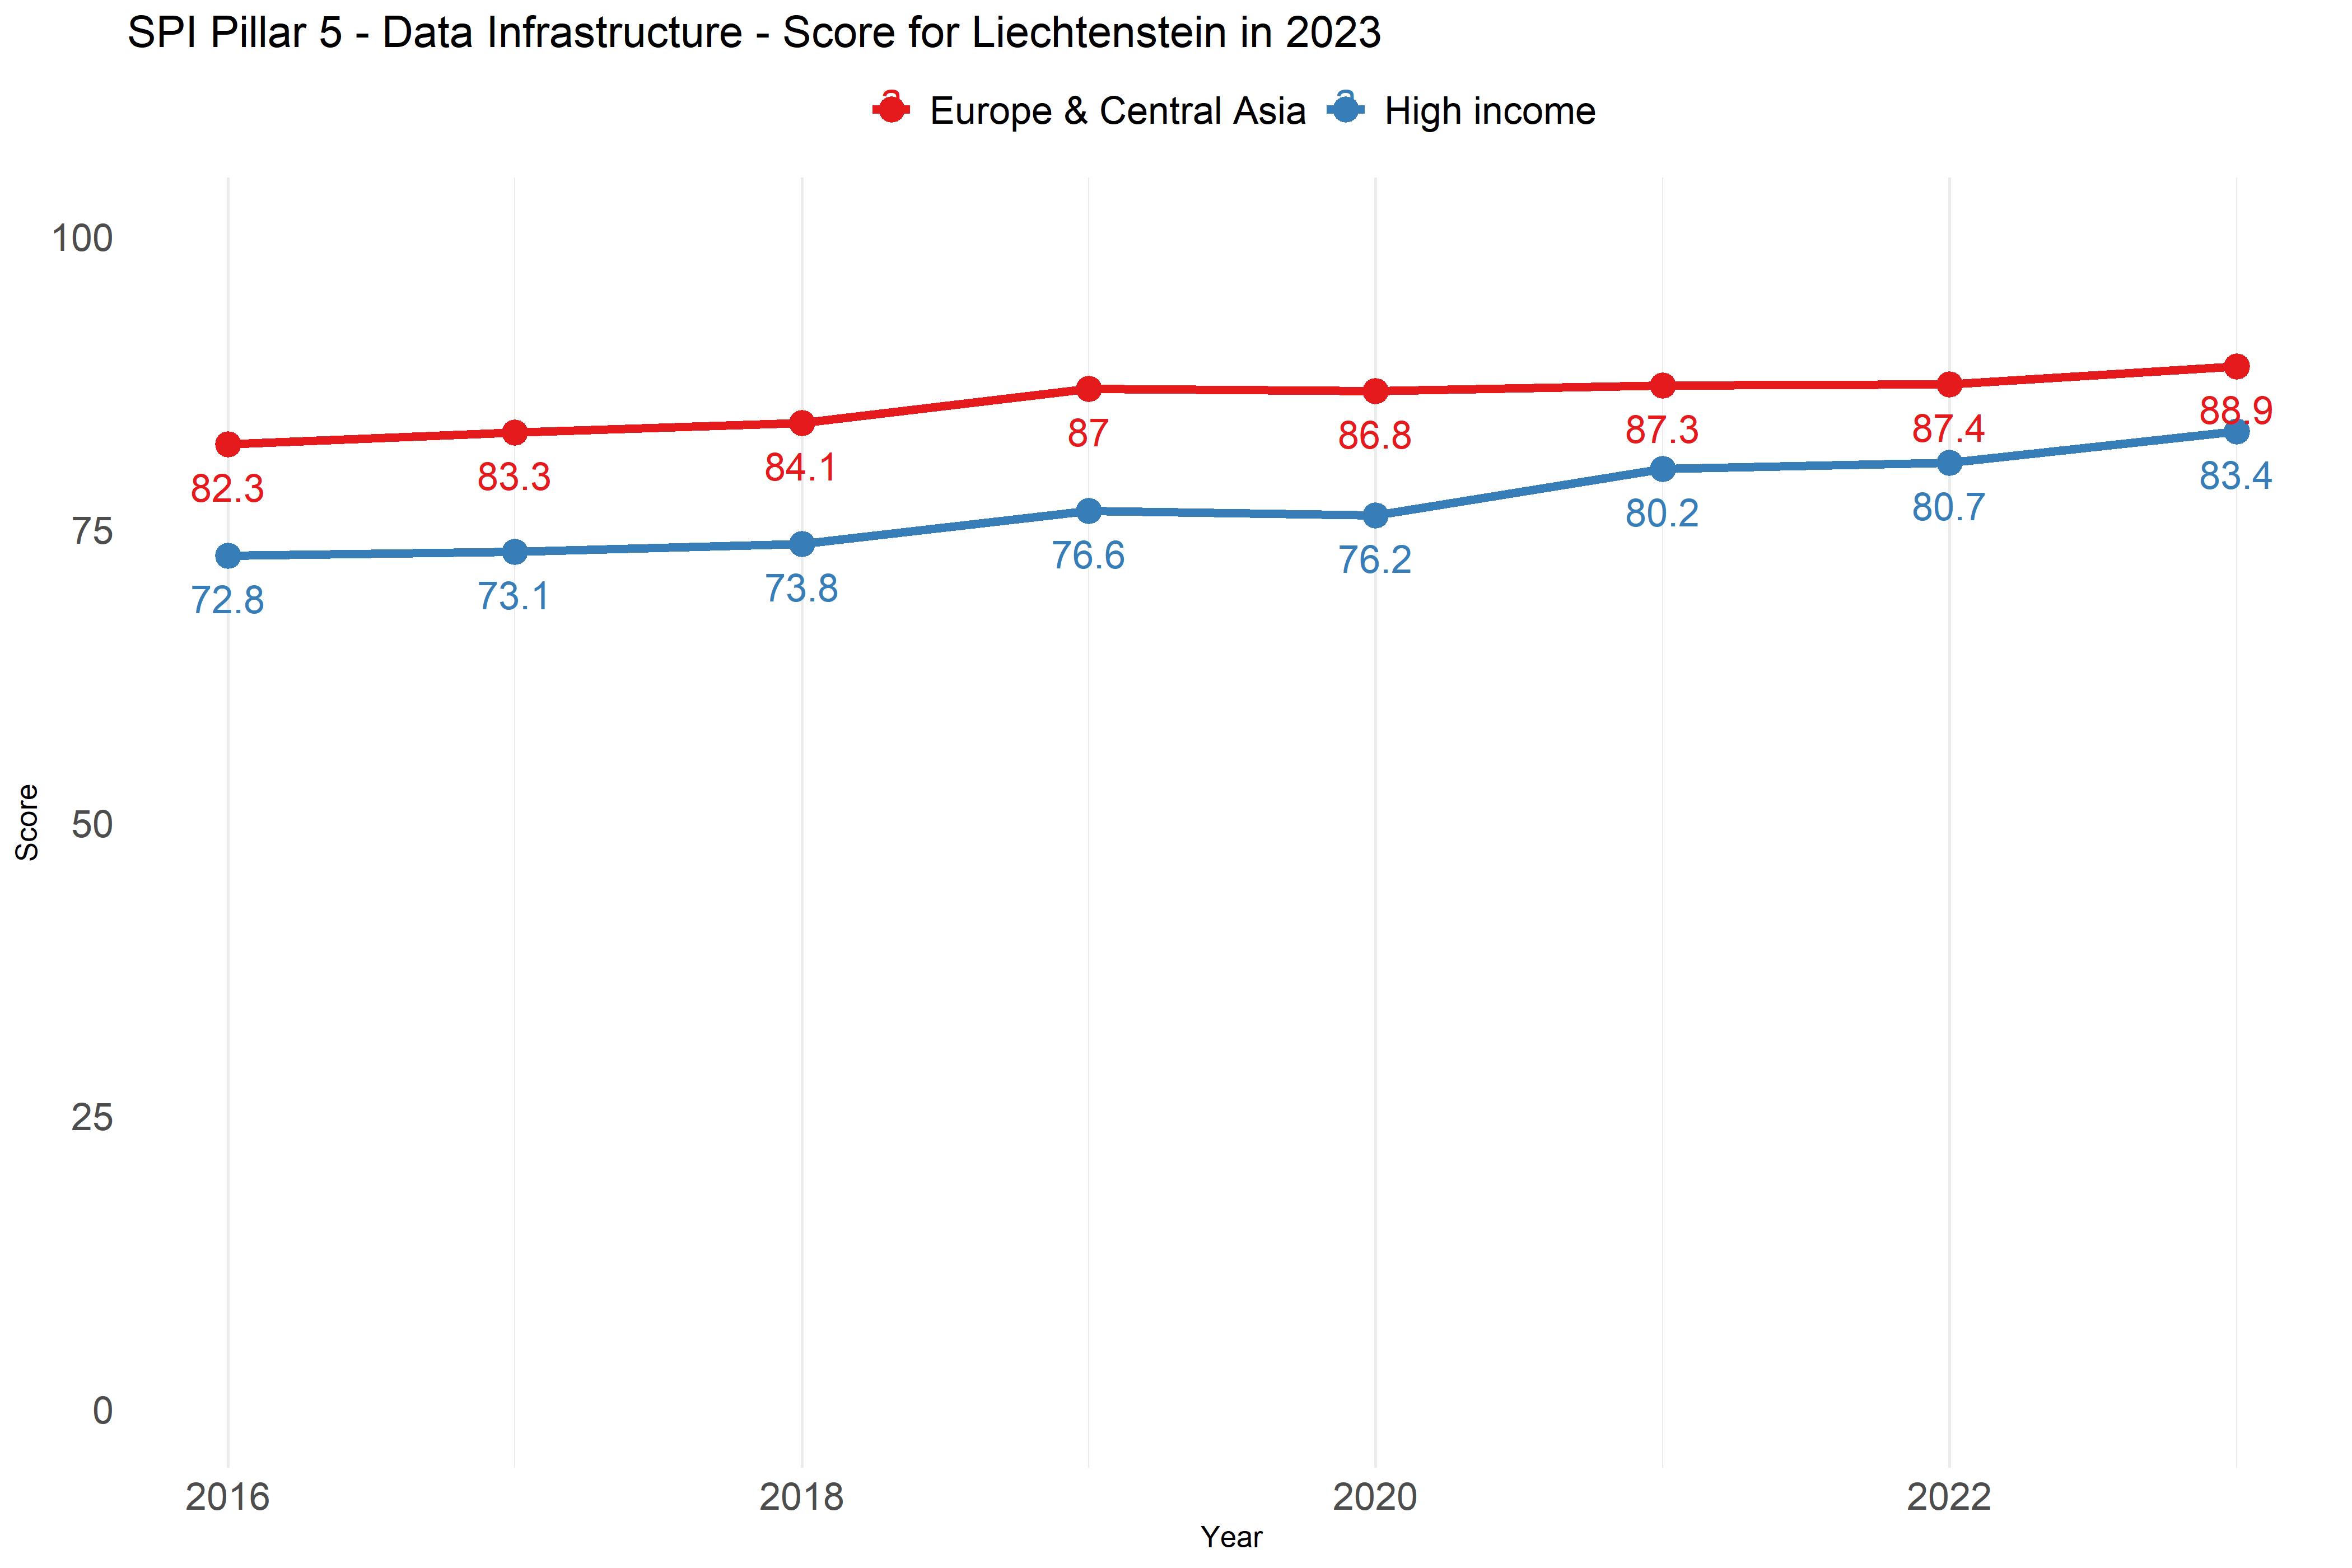 SPI Pillar 5 - Data Infrastructure - Score for Liechtenstein in 2023
a Europe & Central Asia a High income
100
75
50
25
0
Score
82.3 83.3 84.1 87 86.8 87.3 87.4 88.9
72.8 73.1 73.8 76.6 76.2 80.2 80.7 83.4
2016 2018 2020 2022
Year